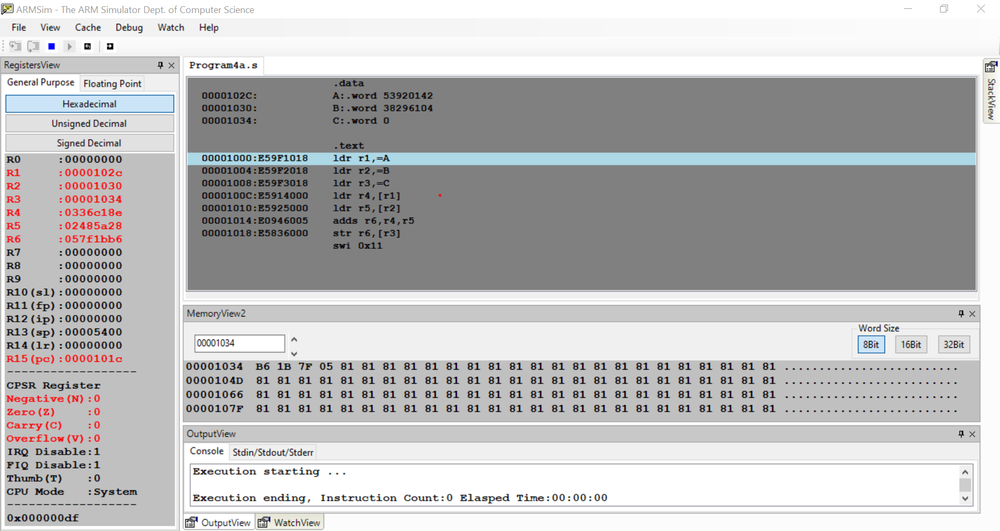 ARMSim - The ARM Simulator Dept. of Computer Science
File View Cache Debug Watch Help
RegistersView
General Purpose Floating Point
Hexadecimal
Unsigned Decimal
Signed Decimal
R0 :00000000
R1 :0000102c
R2 :00001030
R3 :00001034
R4 :0336c18e
R5 :02485a28
R6 :057f1bb6
R7 :00000000
R8 :00000000
R9 :00000000
R10(sl):00000000
R11(fp):00000000
R12(ip):00000000
R13(sp):00005400
R14(lr):00000000
R15(pc):0000101c
-------------------
CPSR Register
Negative(N):0
Zero(Z) :0
Carry(C) :0
Overflow(V):0
IRQ Disable:1
FIQ Disable:1
Thumb(T) :0
CPU Mode :System
-------------------
0x000000df
Program4a.s
.data
0000102C: A:.word 53920142
00001030: B:.word 38296104
00001034: C:.word 0
.text
00001000:E59F1018 ldr r1,=A
00001004:E59F2018 ldr r2,=B
00001008:E59F3018 ldr r3,=C
0000100C:E5914000 ldr r4,[r1]
00001010:E5925000 ldr r5,[r2]
00001014:E0946005 adds r6,r4,r5
00001018:E5836000 str r6,[r3]
swi 0x11
StackView
MemoryView2
00001034
Word Size
8Bit 16Bit 32Bit
00001034 B6 1B 7F 05 81 81 81 81 81 81 81 81 81 81 81 81 81 81 81 81 81 81 81 81 81 .........................
0000104D 81 81 81 81 81 81 81 81 81 81 81 81 81 81 81 81 81 81 81 81 81 81 81 81 81 .........................
00001066 81 81 81 81 81 81 81 81 81 81 81 81 81 81 81 81 81 81 81 81 81 81 81 81 81 .........................
0000107F 81 81 81 81 81 81 81 81 81 81 81 81 81 81 81 81 81 81 81 81 81 81 81 81 81 .........................
OutputView
Console Stdin/Stdout/Stderr
Execution starting ...
Execution ending, Instruction Count:0 Elasped Time:00:00:00
OutputView WatchView